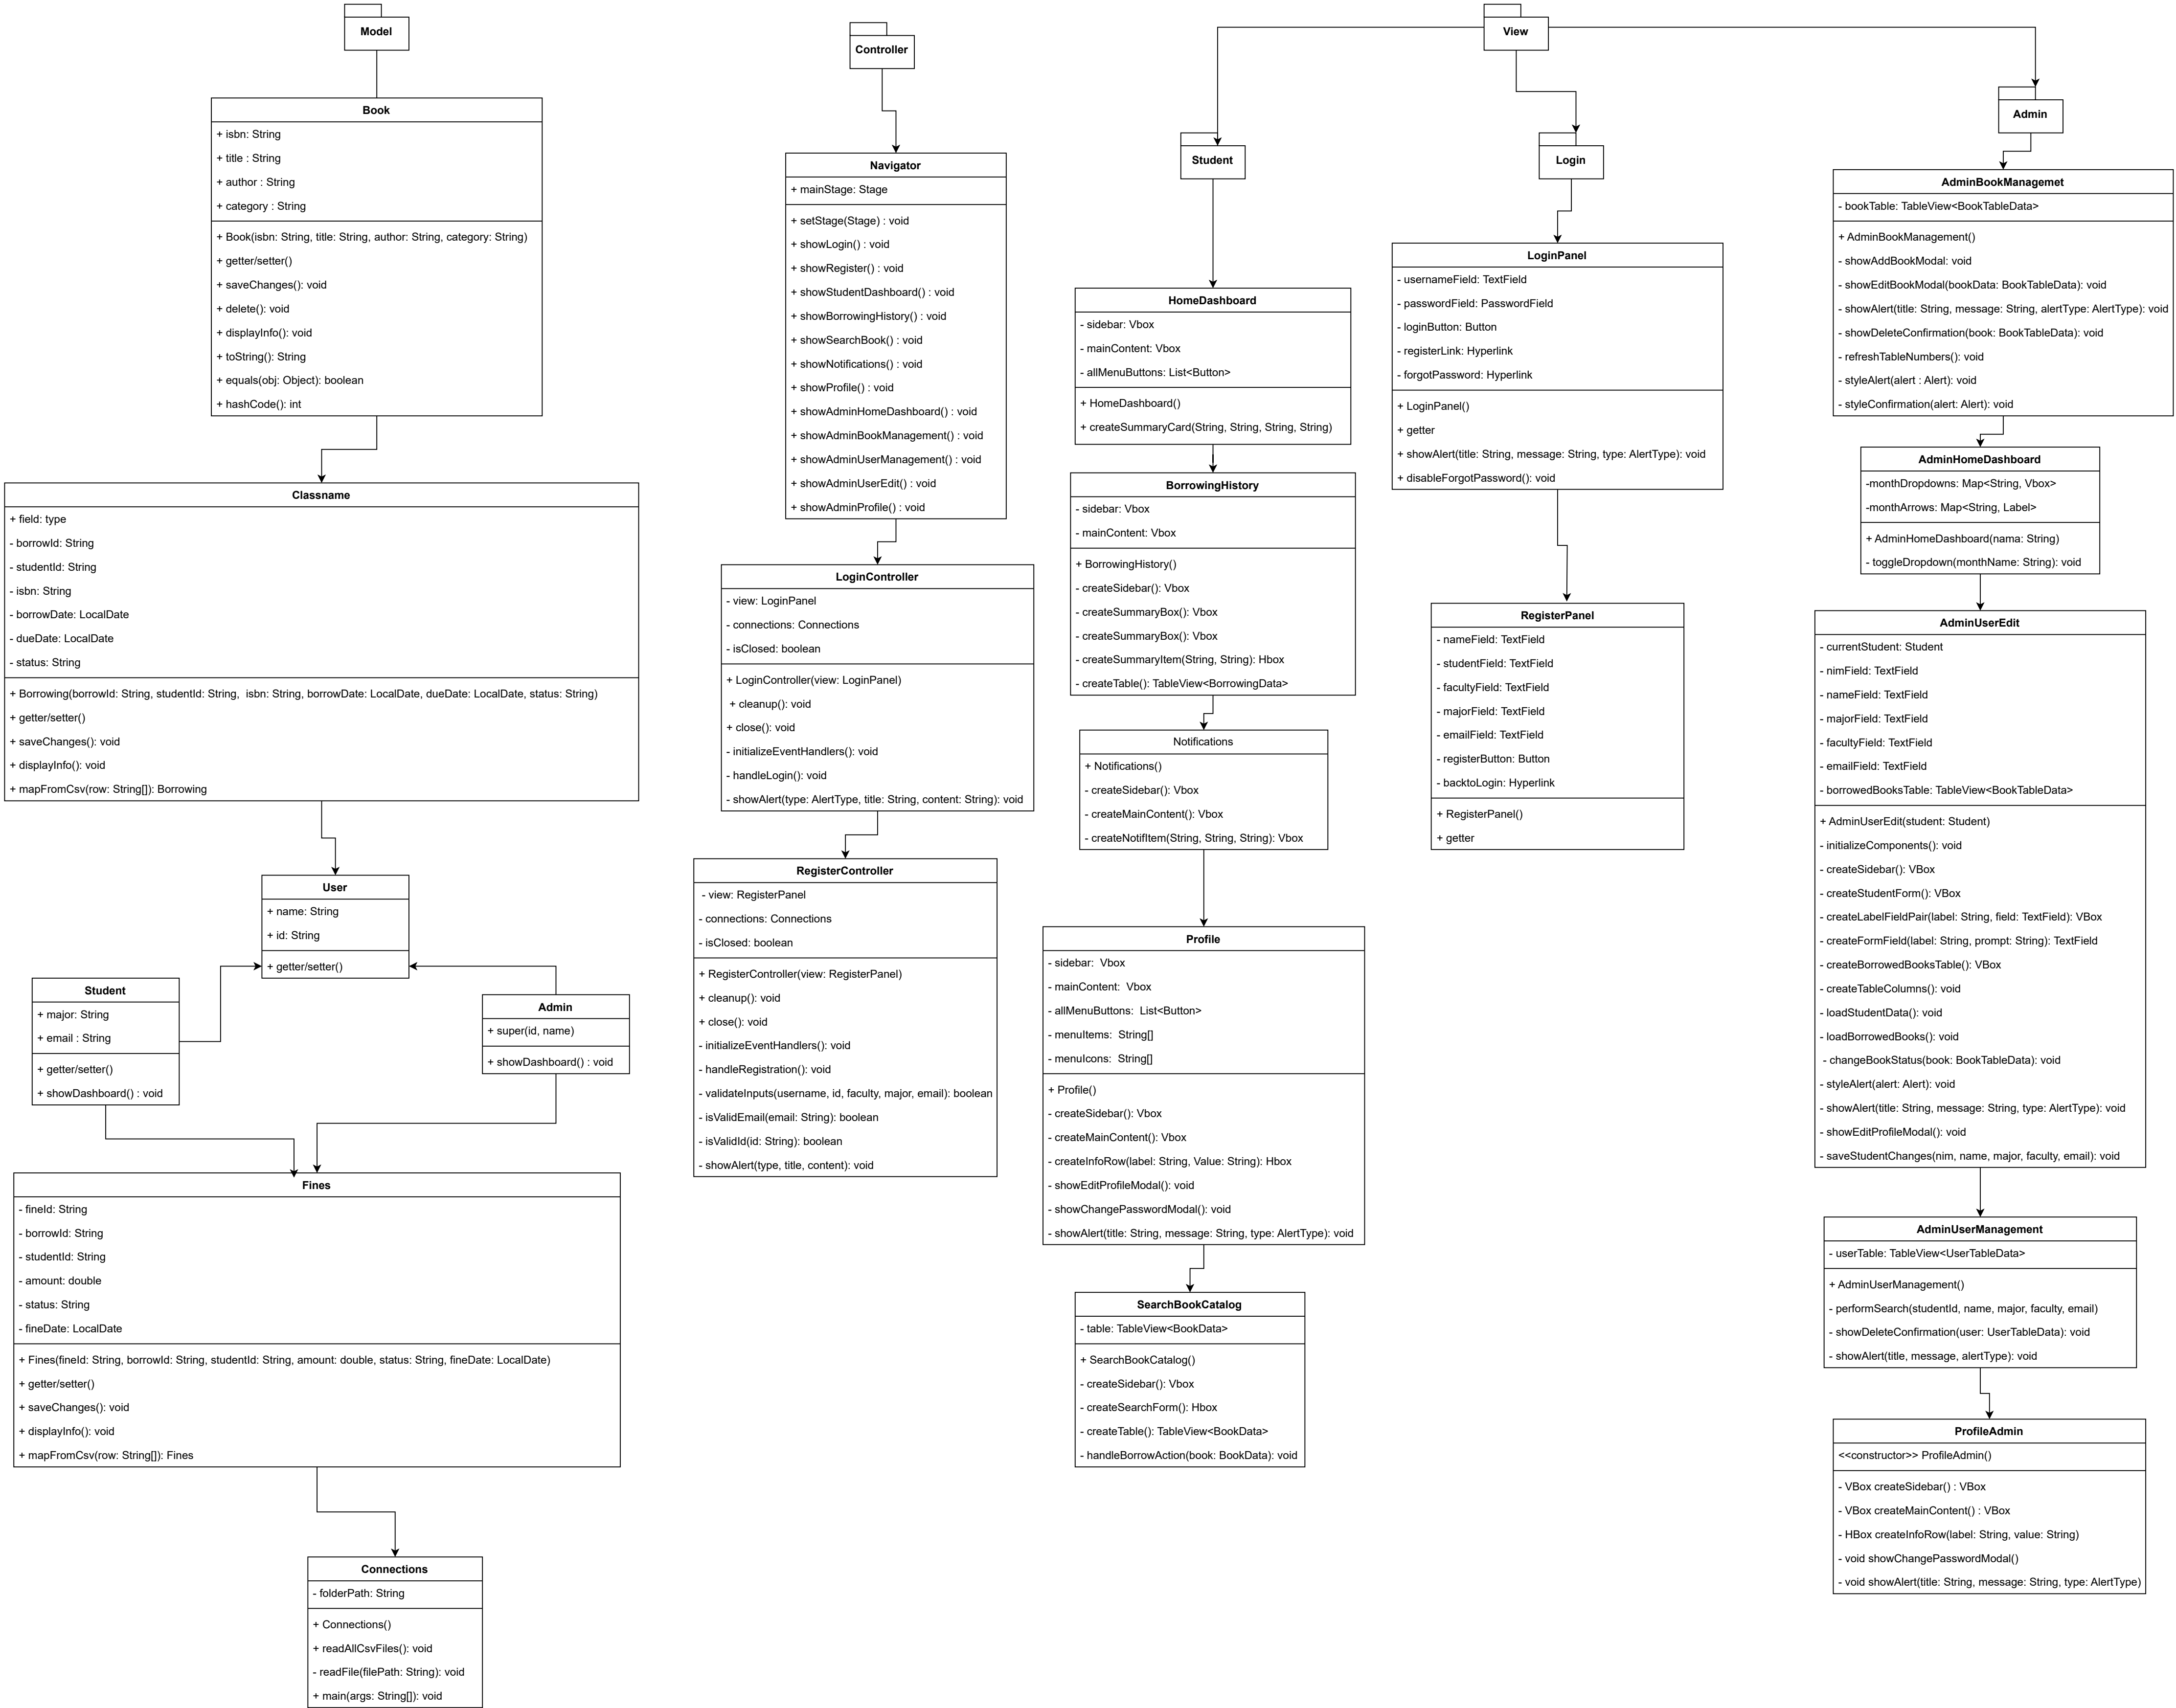 Model
Book
+ isbn: String
+ title : String
+ author : String
+ category : String
+ Book(isbn: String, title: String, author: String, category: String)
+ getter/setter()
+ saveChanges(): void
+ delete(): void
+ displayInfo(): void
+ toString(): String
+ equals(obj: Object): boolean
+ hashCode(): int
Classname
+ field: type
- borrowId: String
- studentId: String
- isbn: String
- borrowDate: LocalDate
- dueDate: LocalDate
- status: String
+ Borrowing(borrowId: String, studentId: String,  isbn: String, borrowDate: LocalDate, dueDate: LocalDate, status: String)
+ getter/setter()
+ saveChanges(): void
+ displayInfo(): void
+ mapFromCsv(row: String[]): Borrowing
User
+ name: String
+ id: String
+ getter/setter()
Student
+ major: String
+ email : String
+ getter/setter()
+ showDashboard() : void
Admin
+ super(id, name)
+ showDashboard() : void
Fines
- fineId: String
- borrowId: String
- studentId: String
- amount: double
- status: String
- fineDate: LocalDate
+ Fines(fineId: String, borrowId: String, studentId: String, amount: double, status: String, fineDate: LocalDate)
+ getter/setter()
+ saveChanges(): void
+ displayInfo(): void
+ mapFromCsv(row: String[]): Fines
Connections
- folderPath: String
+ Connections()
+ readAllCsvFiles(): void
- readFile(filePath: String): void
+ main(args: String[]): void
Controller
Navigator
+ mainStage: Stage
+ setStage(Stage) : void
+ showLogin() : void
+ showRegister() : void
+ showStudentDashboard() : void
+ showBorrowingHistory() : void
+ showSearchBook() : void
+ showNotifications() : void
+ showProfile() : void
+ showAdminHomeDashboard() : void
+ showAdminBookManagement() : void
+ showAdminUserManagement() : void
+ showAdminUserEdit() : void
+ showAdminProfile() : void
LoginController
- view: LoginPanel
- connections: Connections
- isClosed: boolean
+ LoginController(view: LoginPanel)
+ cleanup(): void
+ close(): void
- initializeEventHandlers(): void
- handleLogin(): void
- showAlert(type: AlertType, title: String, content: String): void
RegisterController
- view: RegisterPanel
- connections: Connections
- isClosed: boolean
+ RegisterController(view: RegisterPanel)
+ cleanup(): void
+ close(): void
- initializeEventHandlers(): void
- handleRegistration(): void
- validateInputs(username, id, faculty, major, email): boolean
- isValidEmail(email: String): boolean
- isValidId(id: String): boolean
- showAlert(type, title, content): void
View
Student
HomeDashboard
- sidebar: Vbox
- mainContent: Vbox
- allMenuButtons: List<Button>
+ HomeDashboard()
+ createSummaryCard(String, String, String, String)
BorrowingHistory
- sidebar: Vbox
- mainContent: Vbox
+ BorrowingHistory()
- createSidebar(): Vbox
- createSummaryBox(): Vbox
- createSummaryBox(): Vbox
- createSummaryItem(String, String): Hbox
- createTable(): TableView<BorrowingData>
Notifications
+ Notifications()
- createSidebar(): Vbox
- createMainContent(): Vbox
- createNotifItem(String, String, String): Vbox
Profile
- sidebar:  Vbox
- mainContent:  Vbox
- allMenuButtons:  List<Button>
- menuItems:  String[]
- menuIcons:  String[]
+ Profile()
- createSidebar(): Vbox
- createMainContent(): Vbox
- createInfoRow(label: String, Value: String): Hbox
- showEditProfileModal(): void
- showChangePasswordModal(): void
- showAlert(title: String, message: String, type: AlertType): void
SearchBookCatalog
- table: TableView<BookData>
+ SearchBookCatalog()
- createSidebar(): Vbox
- createSearchForm(): Hbox
- createTable(): TableView<BookData>
- handleBorrowAction(book: BookData): void
Login
LoginPanel
- usernameField: TextField
- passwordField: PasswordField
- loginButton: Button
- registerLink: Hyperlink
- forgotPassword: Hyperlink
+ LoginPanel()
+ getter
+ showAlert(title: String, message: String, type: AlertType): void
+ disableForgotPassword(): void
RegisterPanel
- nameField: TextField
- studentField: TextField
- facultyField: TextField
- majorField: TextField
- emailField: TextField
- registerButton: Button
- backtoLogin: Hyperlink
+ RegisterPanel()
+ getter
Admin
AdminBookManagemet
- bookTable: TableView<BookTableData>
+ AdminBookManagement()
- showAddBookModal: void
- showEditBookModal(bookData: BookTableData): void
- showAlert(title: String, message: String, alertType: AlertType): void
- showDeleteConfirmation(book: BookTableData): void
- refreshTableNumbers(): void
- styleAlert(alert : Alert): void
- styleConfirmation(alert: Alert): void
AdminHomeDashboard
-monthDropdowns: Map<String, Vbox>
-monthArrows: Map<String, Label>
+ AdminHomeDashboard(nama: String)
- toggleDropdown(monthName: String): void
AdminUserEdit
- currentStudent: Student
- nimField: TextField
- nameField: TextField
- majorField: TextField
- facultyField: TextField
- emailField: TextField
- borrowedBooksTable: TableView<BookTableData>
+ AdminUserEdit(student: Student)
- initializeComponents(): void
- createSidebar(): VBox
- createStudentForm(): VBox
- createLabelFieldPair(label: String, field: TextField): VBox
- createFormField(label: String, prompt: String): TextField
- createBorrowedBooksTable(): VBox
- createTableColumns(): void
- loadStudentData(): void
- loadBorrowedBooks(): void
- changeBookStatus(book: BookTableData): void
- styleAlert(alert: Alert): void
- showAlert(title: String, message: String, type: AlertType): void
- showEditProfileModal(): void
- saveStudentChanges(nim, name, major, faculty, email): void
AdminUserManagement
- userTable: TableView<UserTableData>
+ AdminUserManagement()
- performSearch(studentId, name, major, faculty, email)
- showDeleteConfirmation(user: UserTableData): void
- showAlert(title, message, alertType): void
ProfileAdmin
<<constructor>> ProfileAdmin()
- VBox createSidebar() : VBox
- VBox createMainContent() : VBox
- HBox createInfoRow(label: String, value: String)
- void showChangePasswordModal()
- void showAlert(title: String, message: String, type: AlertType)